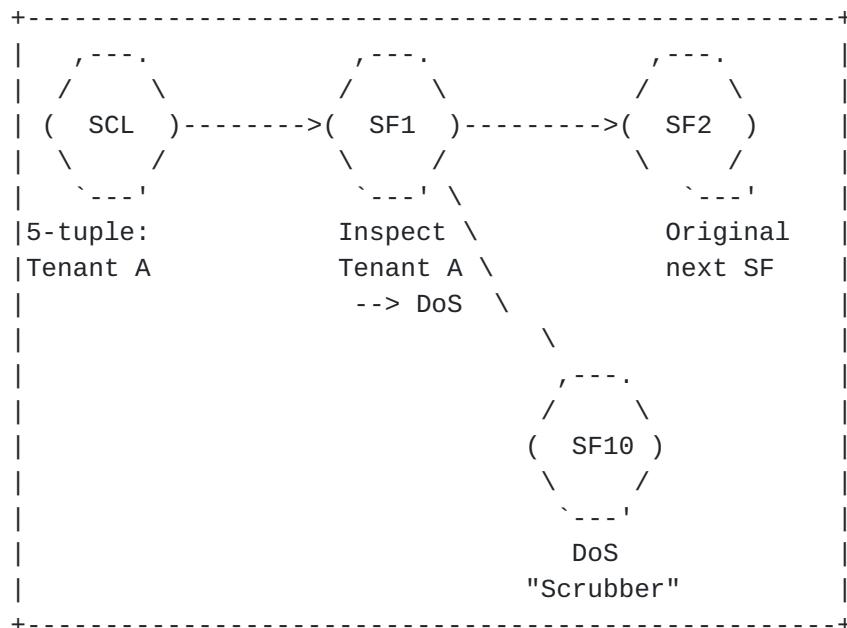 SCL SF1 SF2
5-tuple: Inspect Original
Tenant A Tenant A next SF
--> DoS
SF10
DoS
"Scrubber"